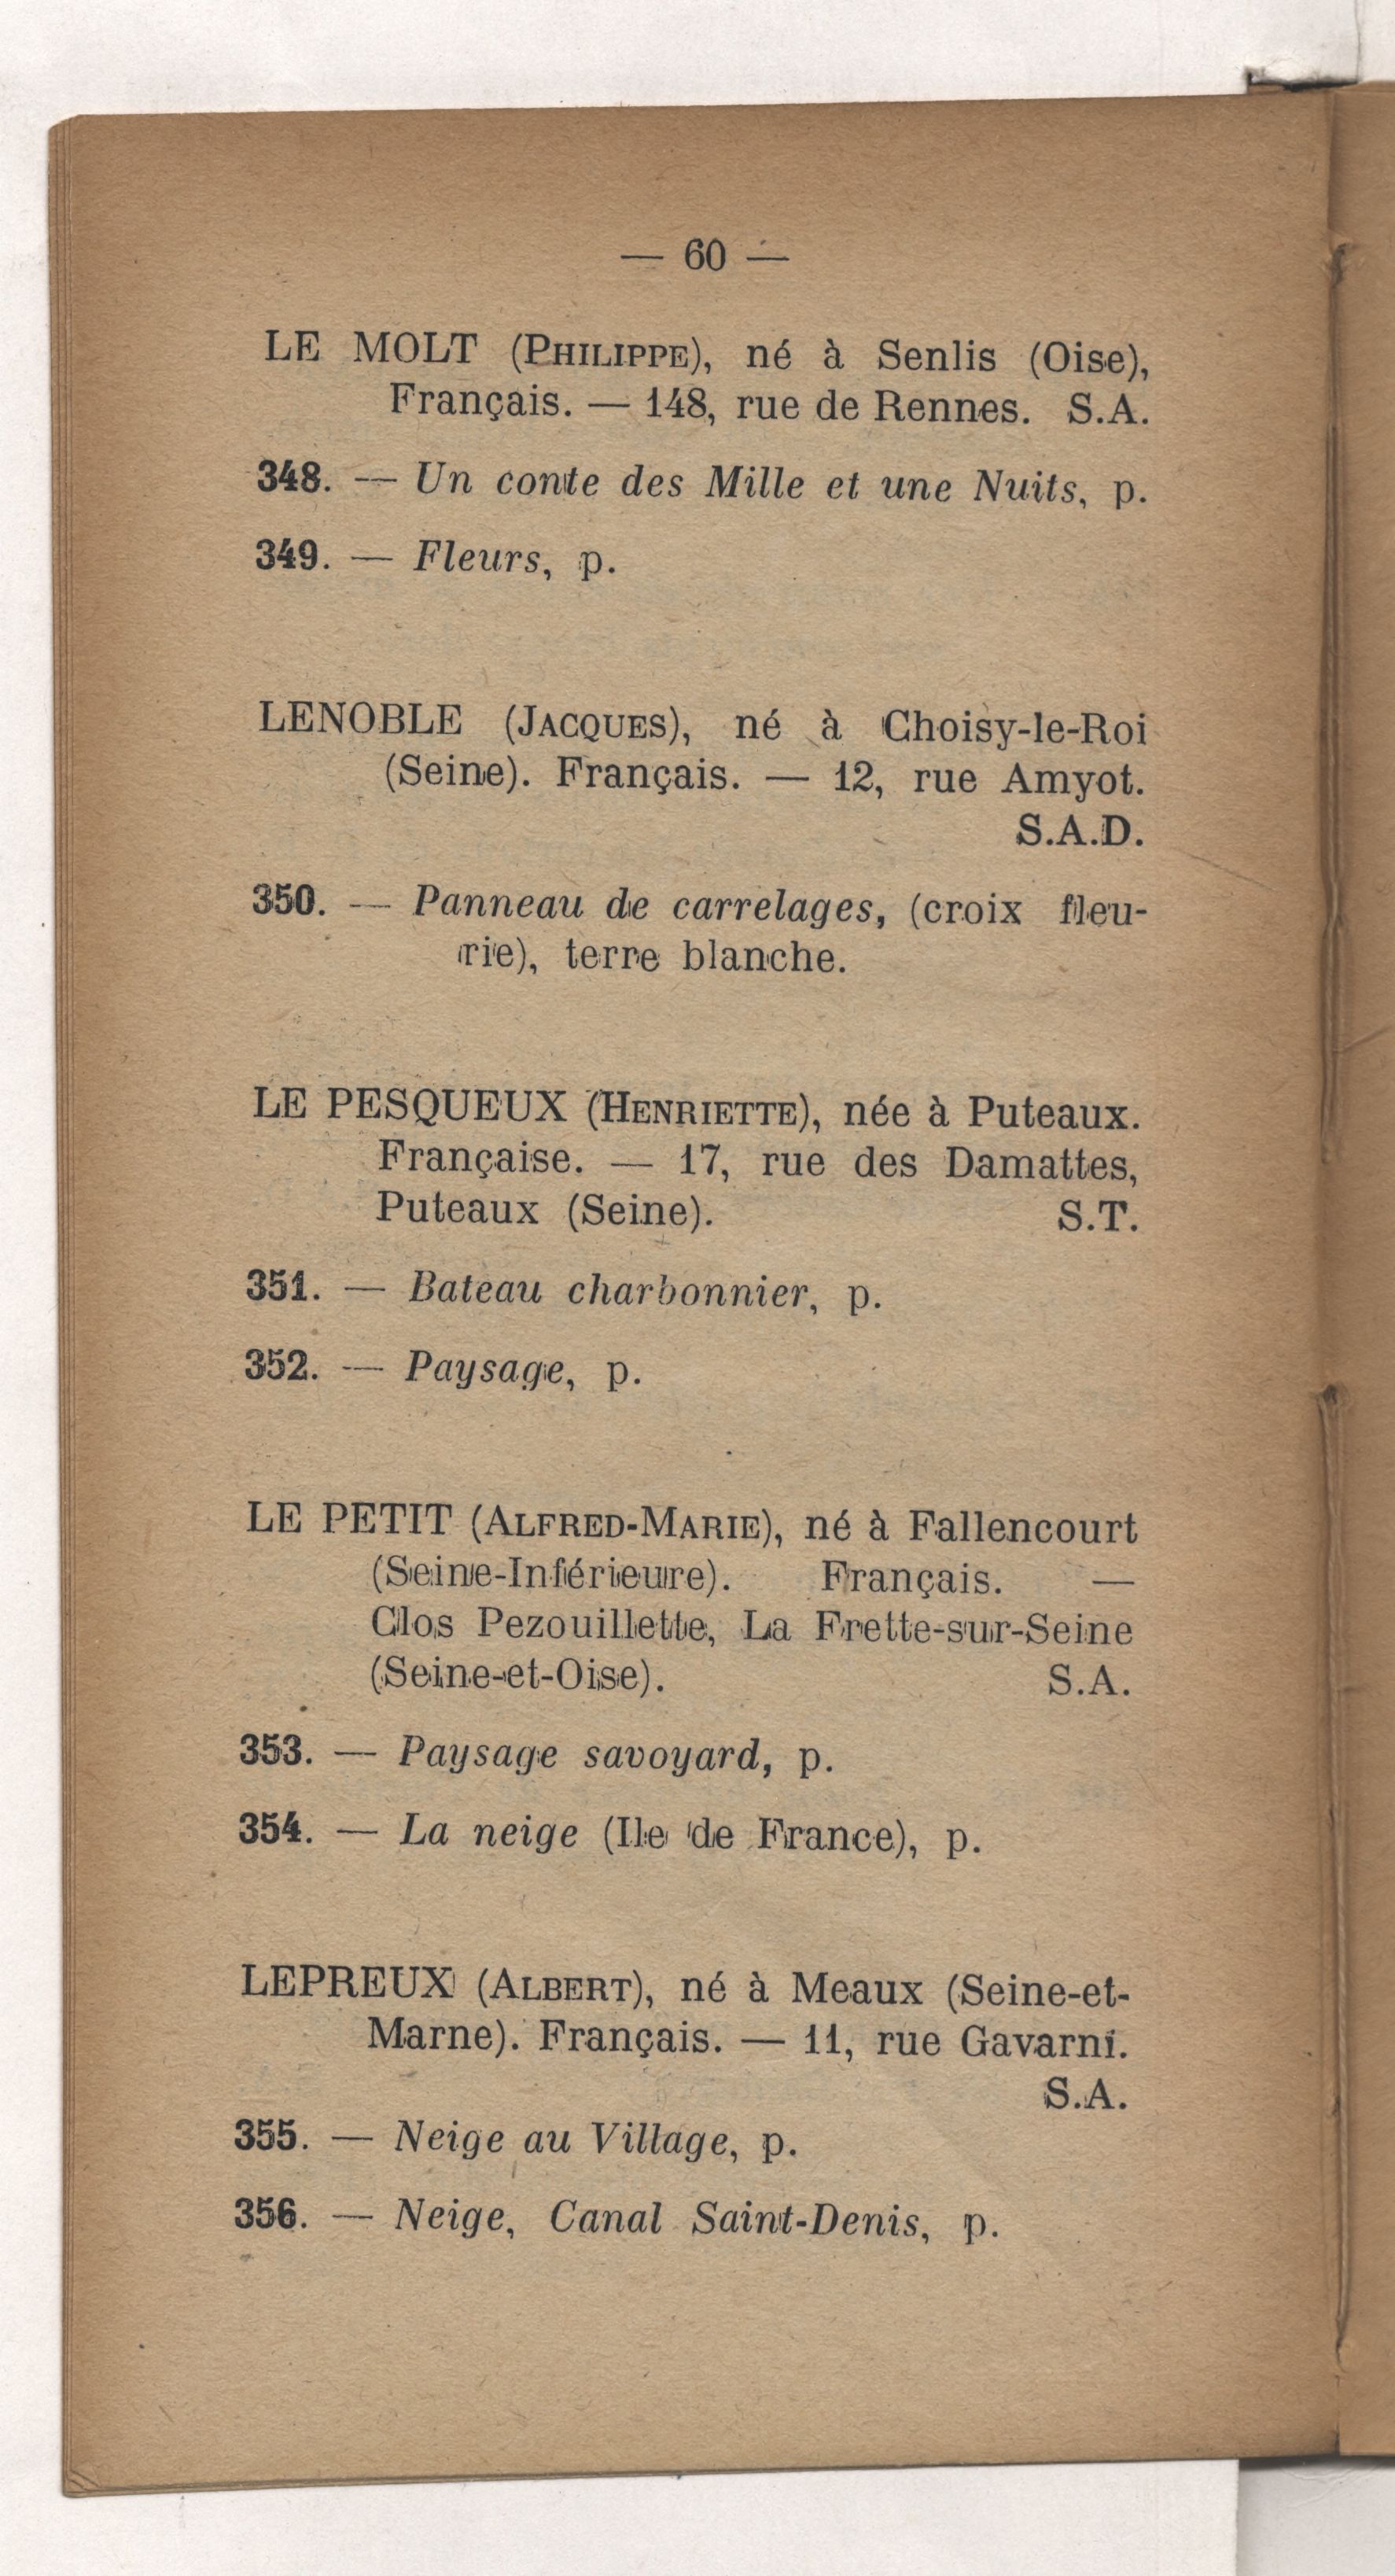 — 60 —
LE MOLT (PHILIPPE), né à Senlis (Oise),
Français. — 148, rue de Rennes. S.A.
348. — Un conte des Mille et une Nuits, p.
349. — Fleurs, p.
LENOBLE (JACQUES), né à Choisy-le-Roi
(Seine). Français. — 12, rue Amyot.
S.A.D.
350. — Panneau de carrelages, (croix fleu-
rie), terre blanche.
LE PESQUEUX (HENRIETTE), née à Puteaux.
Française. — 17, rue des Damattes,
Puteaux (Seine). S.T.
351. — Bateau charbonnier, p.
352. — Paysage, p.
LE PETIT (ALFRED-MARIE), né à Fallencourt
(Seine-Inférieure). Français. —
Clos Pezouillette, La Frette-sur-Seine
(Seine-et-Oise). S.A.
353. — Paysage savoyard, p.
354. — La neige (Ile de France), p.
LEPREUX (ALBERT), né à Meaux (Seine-et-
Marne). Français. — 11, rue Gavarni.
S.A.
355. — Neige au Village, p.
356. — Neige, Canal Saint-Denis, p.